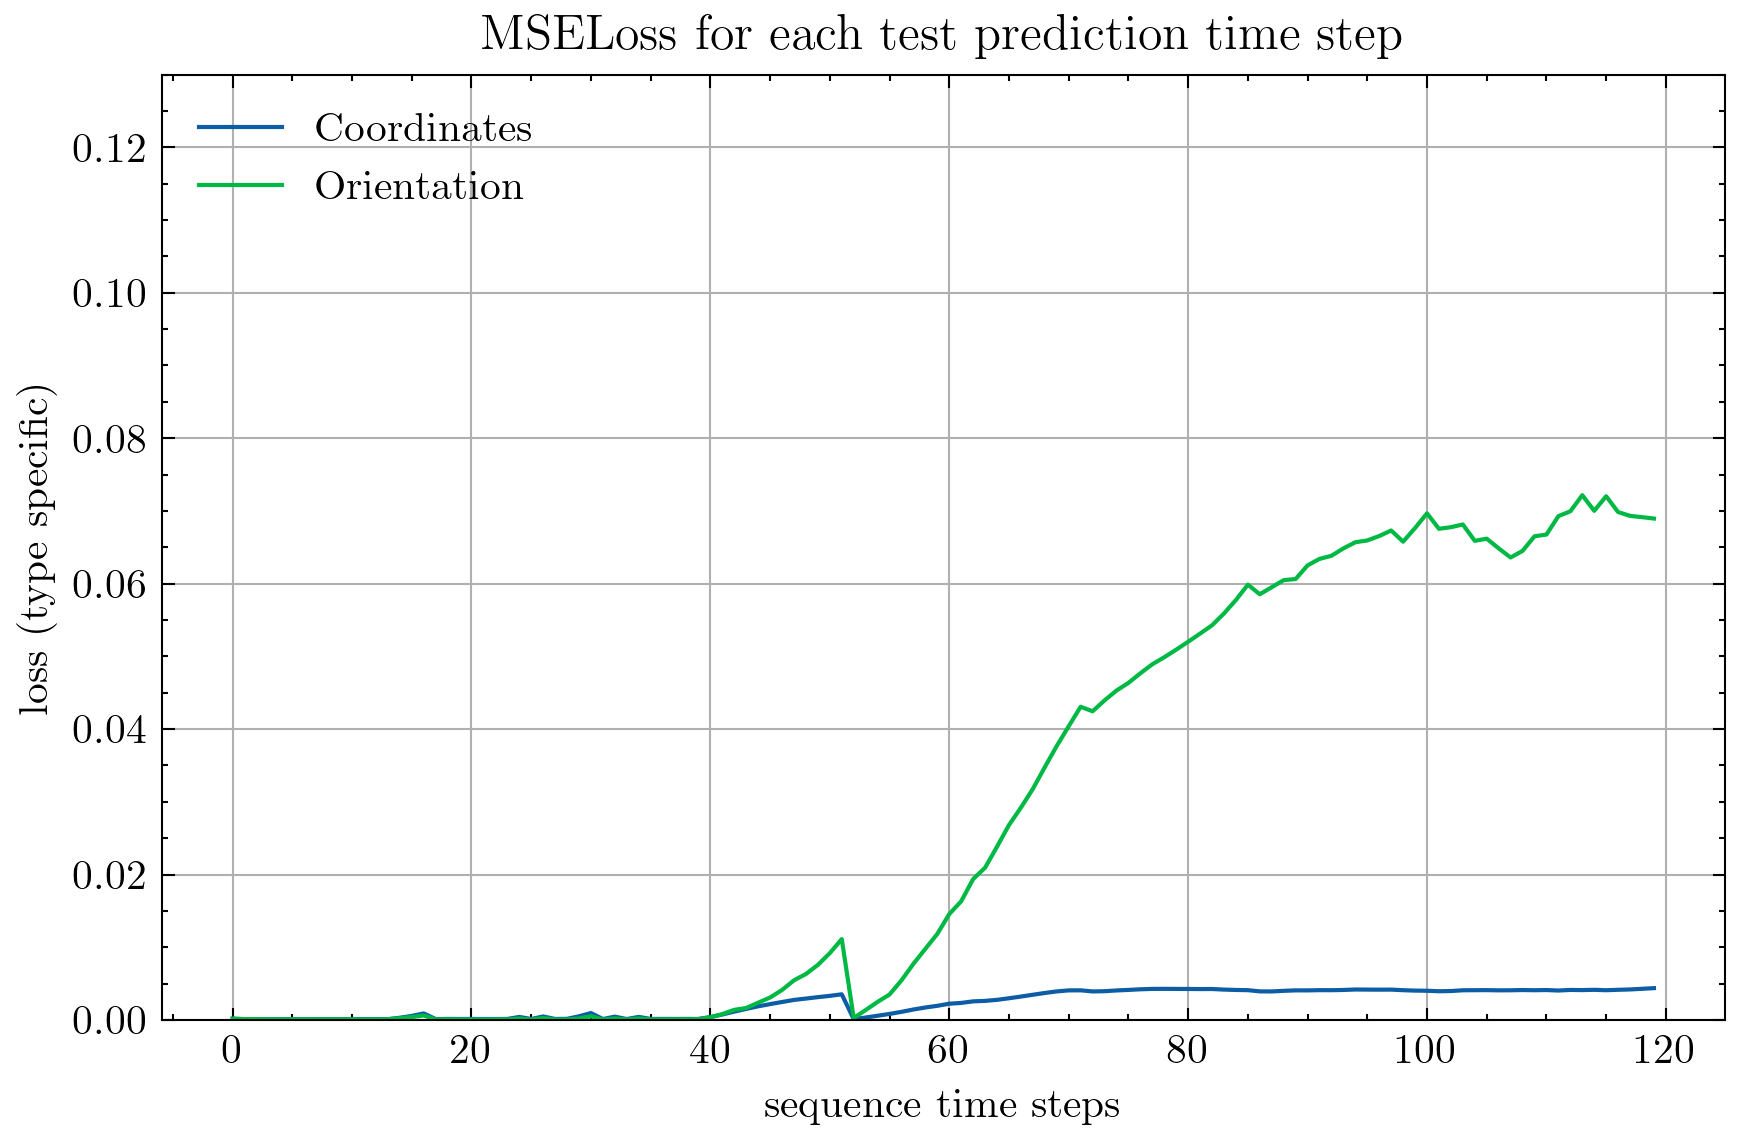 MSELoss for each test prediction time step
Coordinates
Orientation
0.12
0.10
0.08
0.06
0.04
0.02
0.00
loss (type specific)
0 20 40 60 80 100 120
sequence time steps